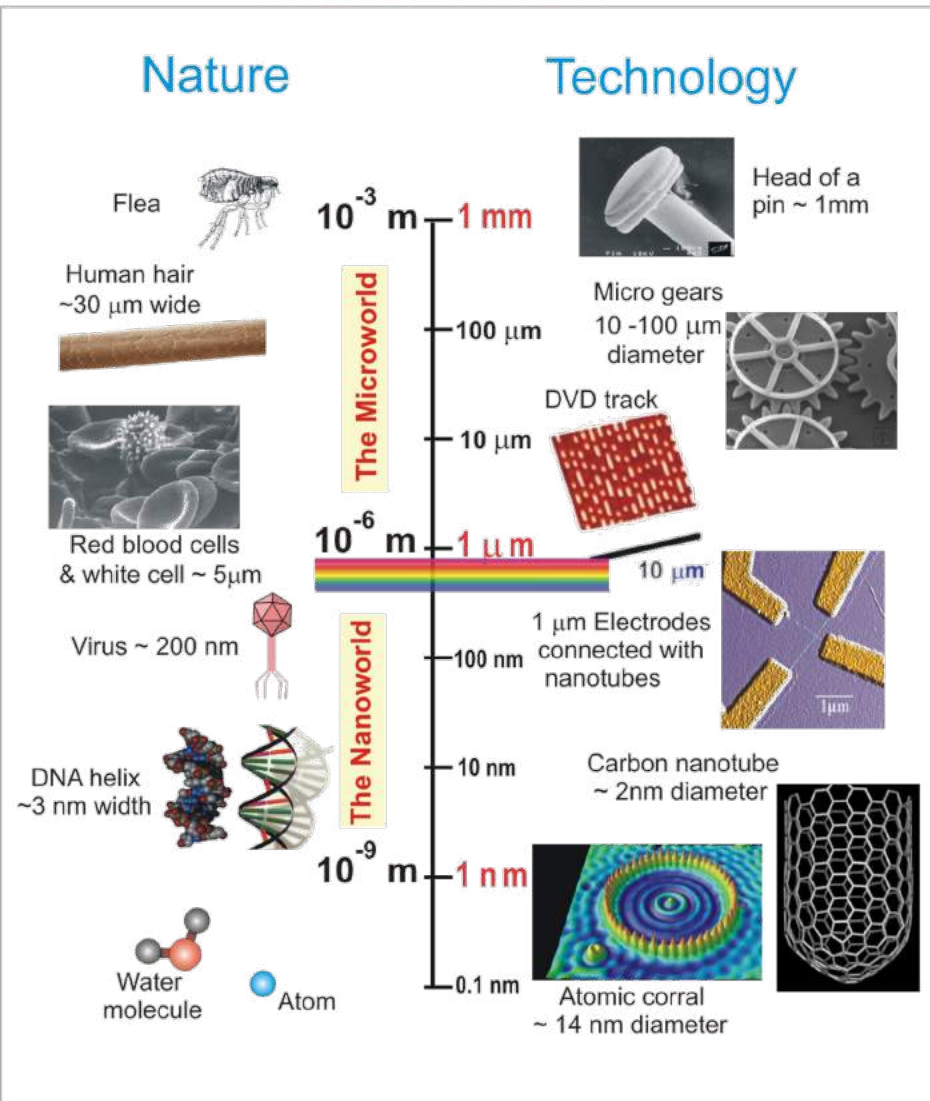 Nature
Technology
Flea
10-3 m
1 mm
Head of a
pin ~ 1mm
Human hair
~30 μm wide
The Microworld
100 μm
Micro gears
10 -100 μm
diameter
DVD track
10 μm
10-6 m
1 μm
Red blood cells
& white cell ~ 5μm
10 μm
Virus ~ 200 nm
The Nanoworld
100 nm
1 μm Electrodes
connected with
nanotubes
1μm
DNA helix
~3 nm width
10 nm
Carbon nanotube
~ 2nm diameter
10-9 m
1 nm
Water
molecule
Atom
0.1 nm
Atomic corral
~ 14 nm diameter